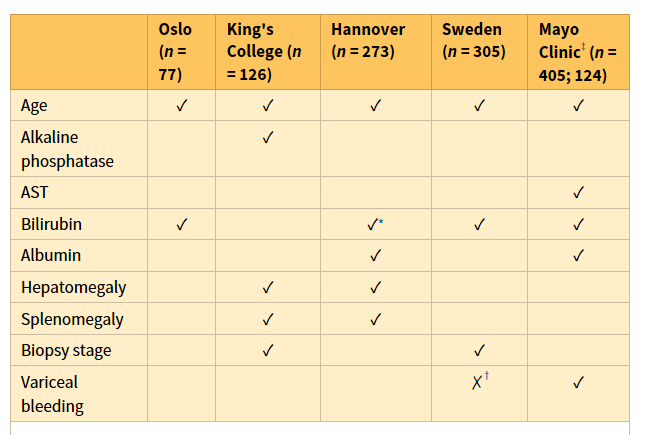 Oslo (n = 77) King's College (n = 126) Hannover (n = 273) Sweden (n = 305) Mayo Clinic‡ (n = 405; 124)
Age ✓ ✓ ✓ ✓ ✓
Alkaline phosphatase ✓
AST ✓
Bilirubin ✓ ✓* ✓ ✓
Albumin ✓ ✓
Hepatomegaly ✓ ✓
Splenomegaly ✓ ✓
Biopsy stage ✓ ✓
Variceal bleeding ✗† ✓